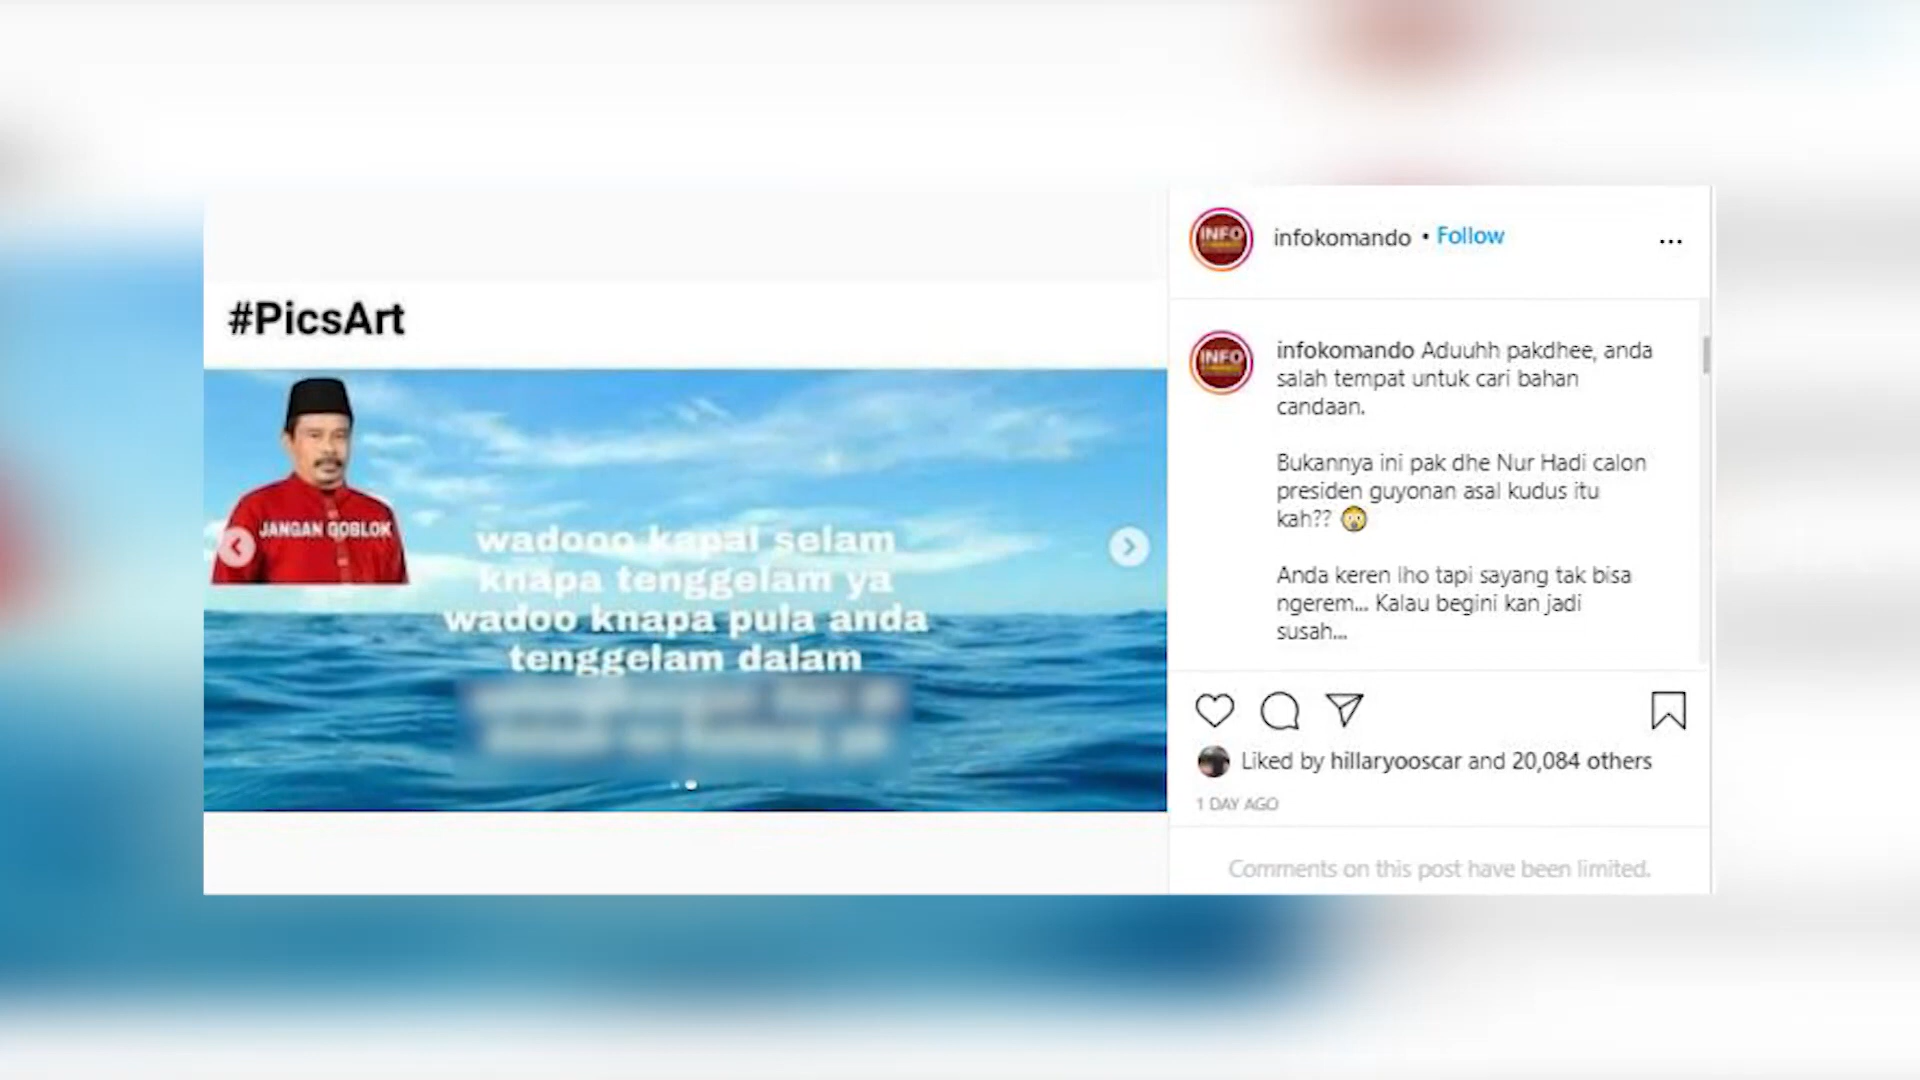 #PicsArt
JANGAN GOBLOK
wadooo kapal selam
knapa tenggelam ya
wadoo knapa pula anda
tenggelam dalam
INFO
infokomando • Follow
INFO
infokomando Aduuhh pakdhee, anda
salah tempat untuk cari bahan
candaan.
Bukannya ini pak dhe Nur Hadi calon
presiden guyonan asal kudus itu
kah??
Anda keren lho tapi sayang tak bisa
ngerem... Kalau begini kan jadi
susah...
Liked by hillaryooscar and 20,084 others
1 DAY AGO
Comments on this post have been limited.